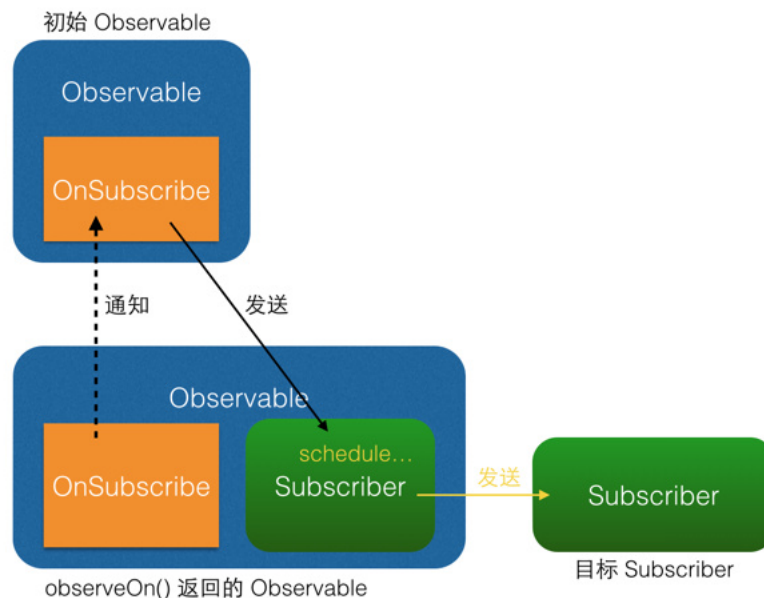 初始 Observable
Observable
OnSubscribe
通知
发送
Observable
schedule...
OnSubscribe
Subscriber
发送
Subscriber
目标 Subscriber
observeOn() 返回的 Observable